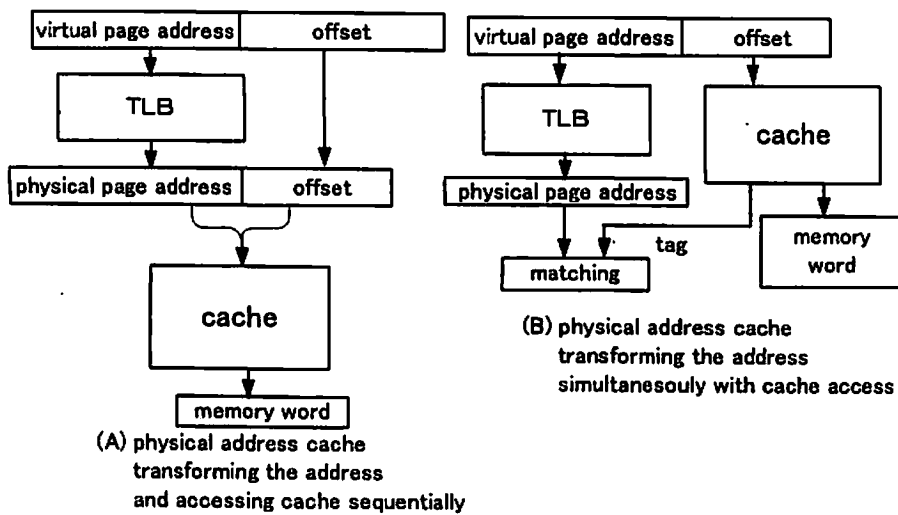 virtual page address offset
TLB
physical page address offset
cache
memory word
(A) physical address cache
transforming the address
and accessing cache sequentially
virtual page address offset
TLB
cache
physical page address
tag
memory
word
matching
(B) physical address cache
transforming the address
simultanesouly with cache access